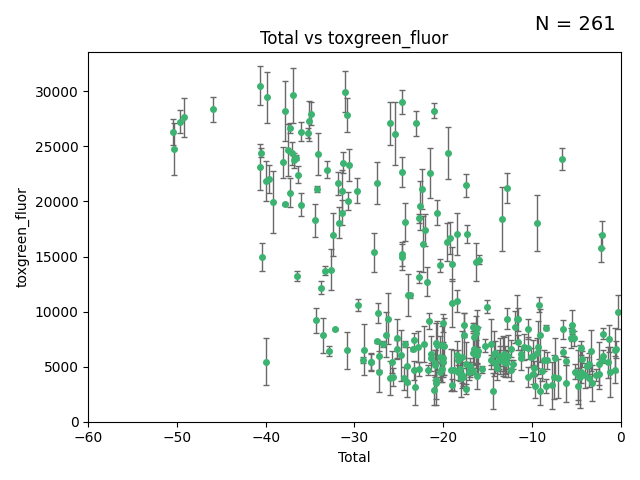 N = 261
Total vs toxgreen_fluor
toxgreen_fluor
30000
25000
20000
15000
10000
5000
0
−60 −50 −40 −30 −20 −10 0
Total